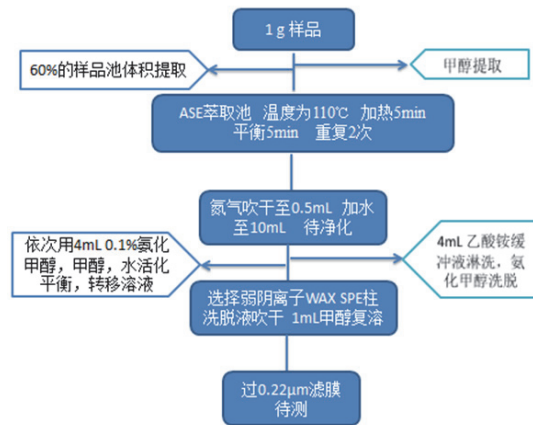 1 g 样品
60%的样品池体积提取
甲醇提取
ASE萃取池 温度为110℃ 加热5min
平衡5min 重复2次
氮气吹干至0.5mL 加水
至10mL 待净化
依次用4mL 0.1%氨化
甲醇，甲醇，水活化
平衡，转移溶液
4mL 乙酸铵缓
冲液淋洗，氨
化甲醇洗脱
选择弱阴离子WAX SPE柱
洗脱液吹干 1mL甲醇复溶
过0.22μm滤膜
待测